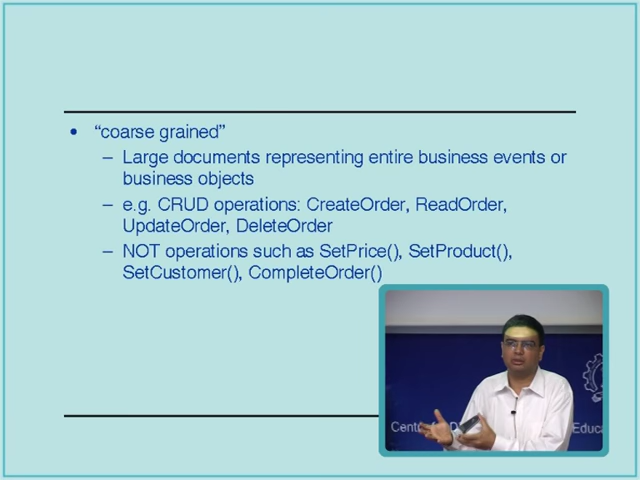 • “coarse grained”
– Large documents representing entire business events or
business objects
– e.g. CRUD operations: CreateOrder, ReadOrder,
UpdateOrder, DeleteOrder
– NOT operations such as SetPrice(), SetProduct(),
SetCustomer(), CompleteOrder()
Educa